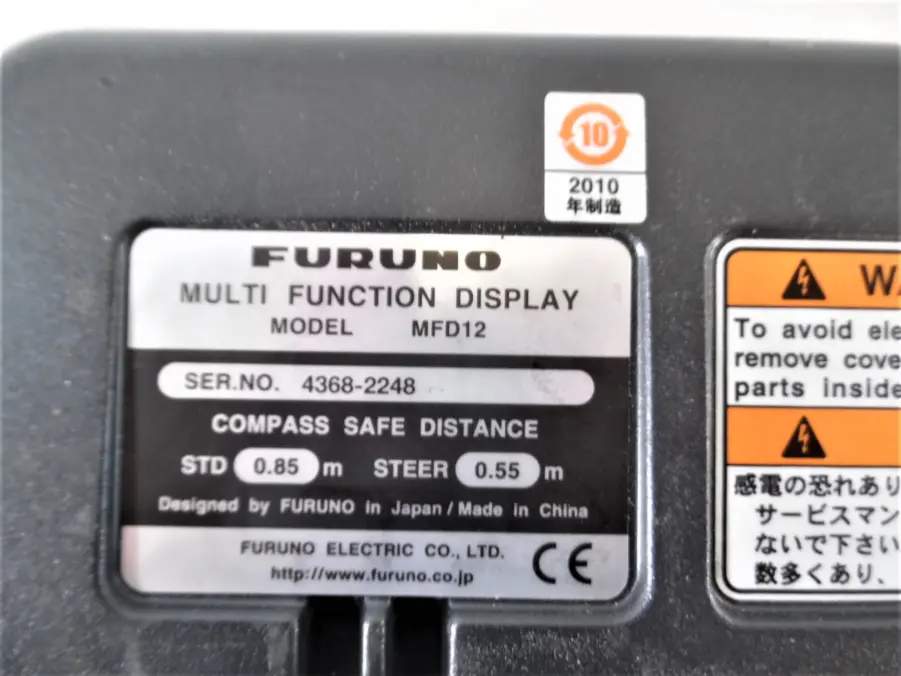 10
2010
年制造
FURUNO
MULTI FUNCTION DISPLAY
MODEL MFD12
SER.NO. 4368-2248
COMPASS SAFE DISTANCE
STD 0.85 m STEER 0.55 m
Designed by FURUNO in Japan / Made in China
FURUNO ELECTRIC CO., LTD.
http://www.furuno.co.jp
CE
To avoid
remove
parts inside
感電の恐れあり
サービスマン
ないで下さい
数多くあり、